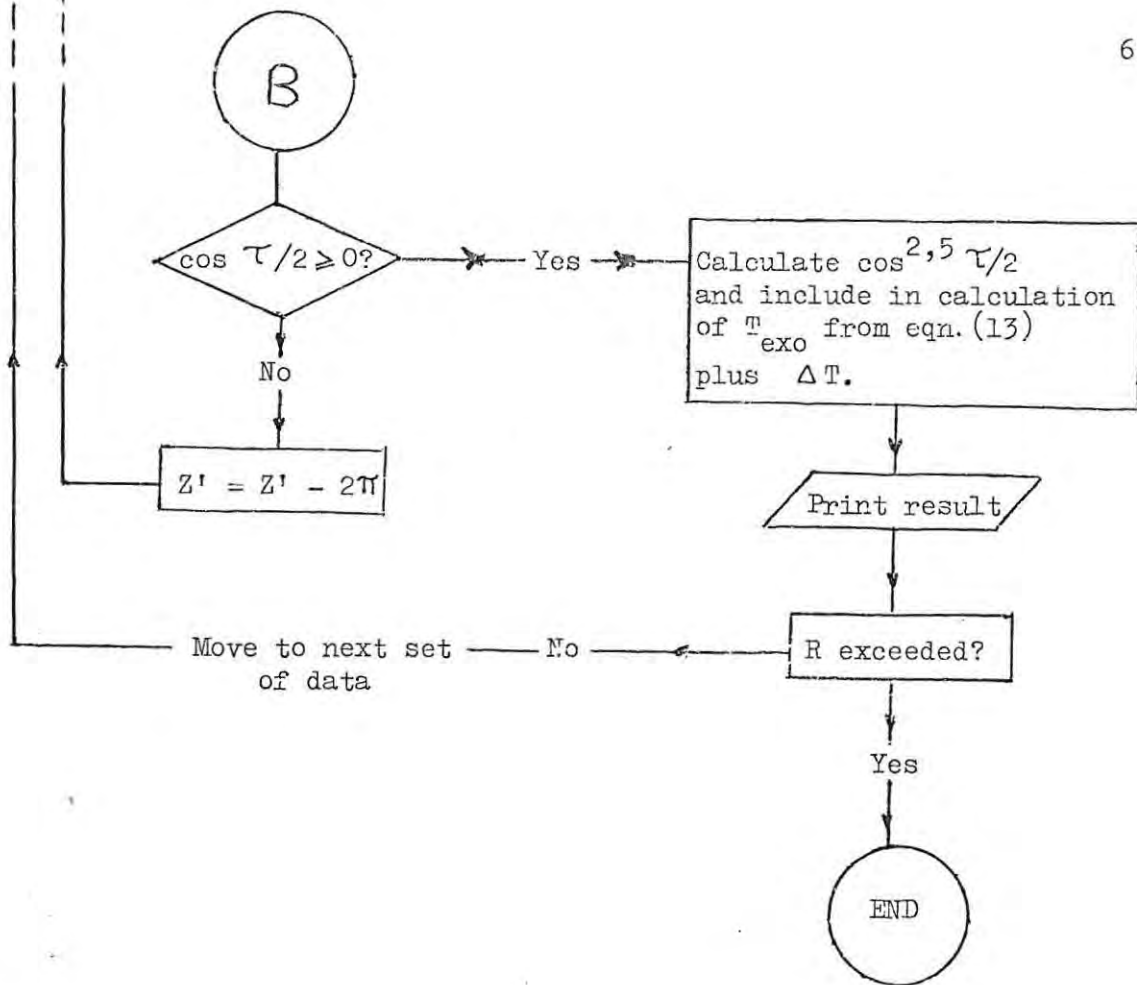 6
B
cos τ/2 ⩾ 0?
Yes
Calculate cos^2,5 τ/2
and include in calculation
of T_exo from eqn. (13)
plus ΔT.
No
Z' = Z' - 2π
Print result
R exceeded?
No
Move to next set
of data
Yes
END